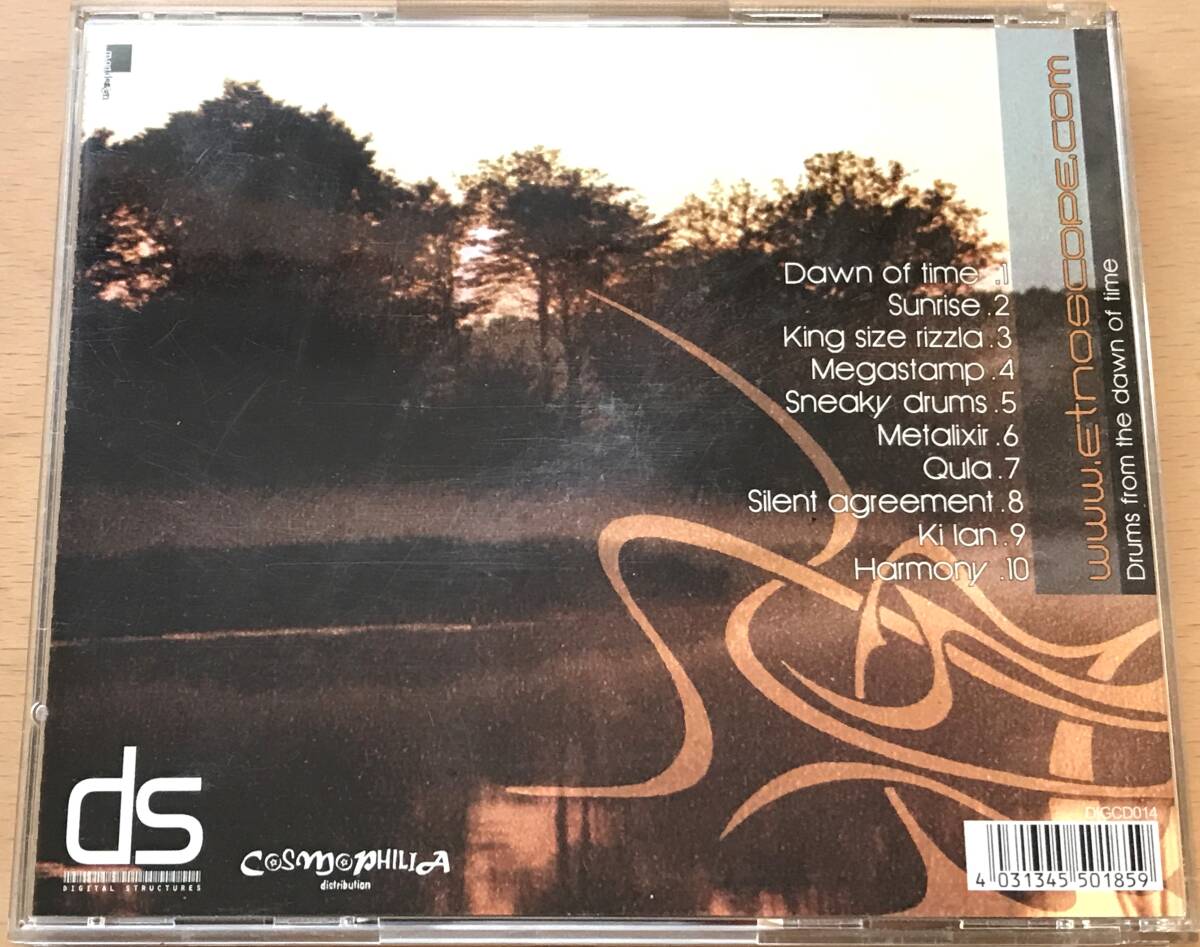 Dawn of time .1
Sunrise .2
King size rizzla .3
Megastamp .4
Sneaky drums .5
Metalixir .6
Qula .7
Silent agreement .8
Ki lan .9
Harmony .10
www.etnoscope.com
Drums from the dawn of time
ds
DIGITAL STRUCTURES
COSMOPHILIA
distribution
DIGCD014
4 031345 501859